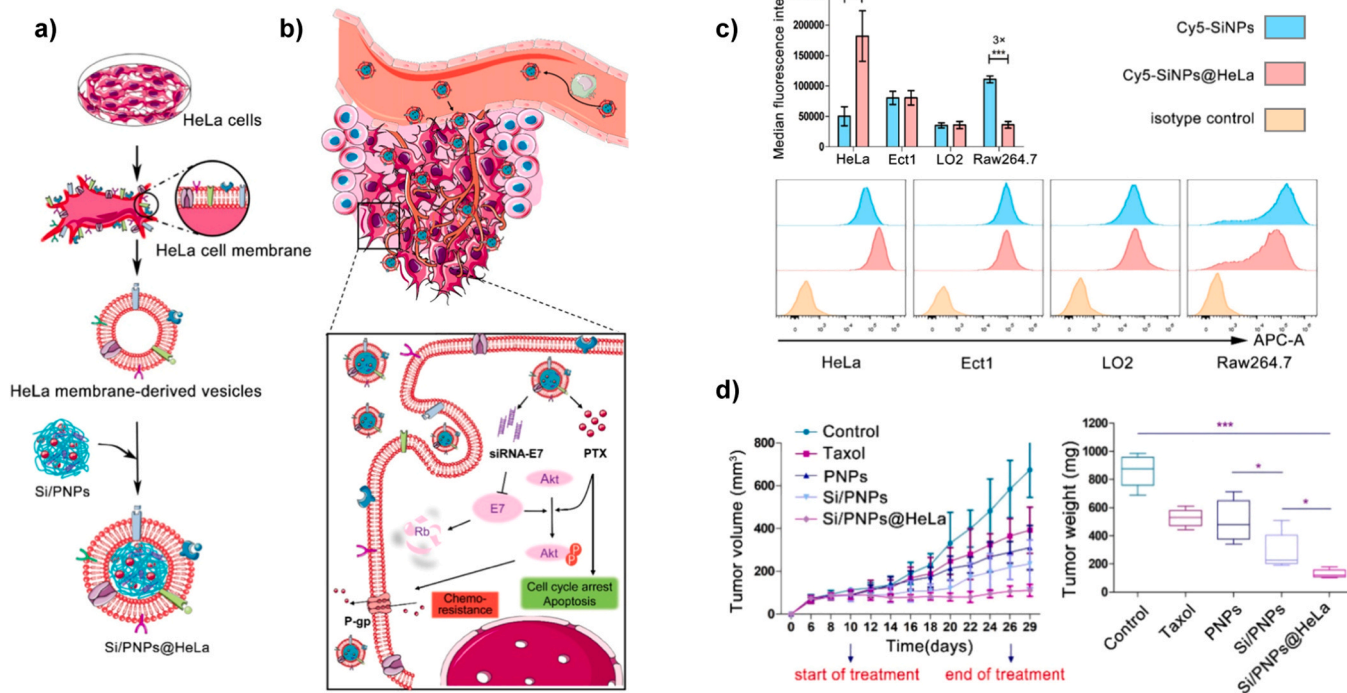 a)
HeLa cells
HeLa cell membrane
HeLa membrane-derived vesicles
Si/PNPs
Si/PNPs@HeLa
b)
siRNA-E7
PTX
Akt
E7
Rb
Akt
P
P
Cell cycle arrest
Apoptosis
Chemo-
resistance
P-gp
c)
Median fluorescence inte
200000
150000
100000
50000
0
3×
***
HeLa
Ect1
LO2
Raw264.7
Cy5-SiNPs
Cy5-SiNPs@HeLa
isotype control
APC-A
HeLa
Ect1
LO2
Raw264.7
d)
Tumor volume (mm³)
800
600
400
200
0
Control
Taxol
PNPs
Si/PNPs
Si/PNPs@HeLa
0 6 8 10 12 14 16 18 20 22 24 26 29
Time(days)
start of treatment
end of treatment
Tumor weight (mg)
1200
1000
800
600
400
200
0
***
*
*
Control
Taxol
PNPs
Si/PNPs
Si/PNPs@HeLa